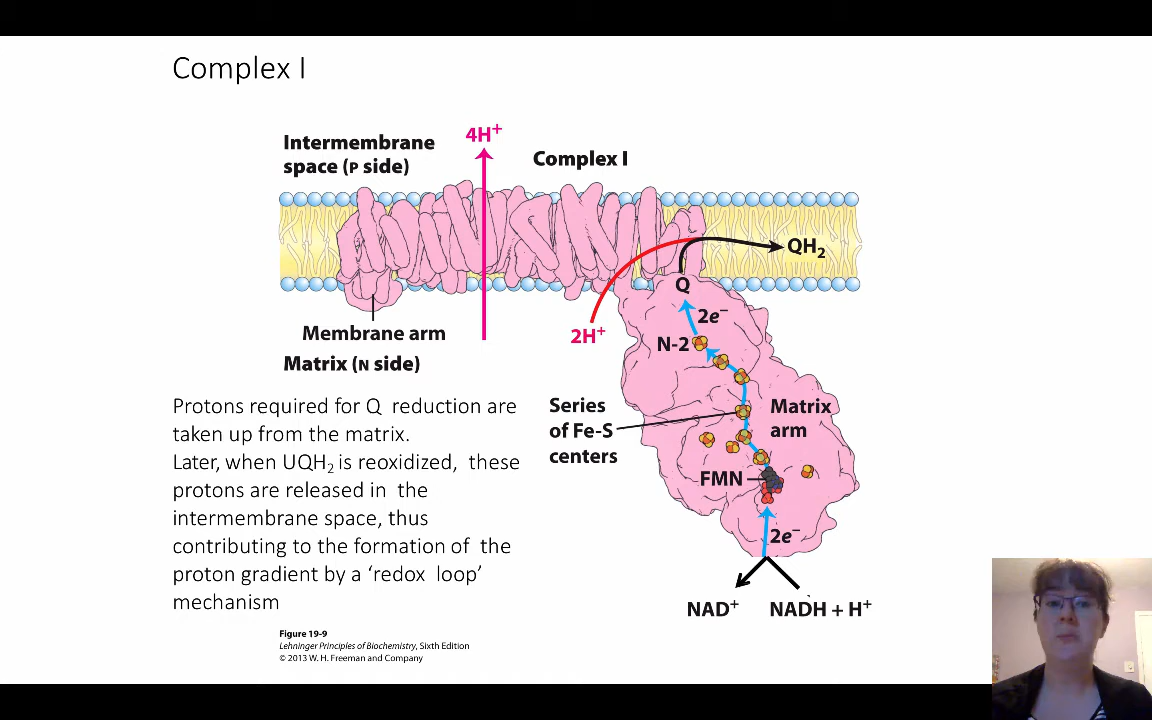 Complex I
Intermembrane
space (P side)
4H+
Complex I
QH2
Q
2e−
2H+
N-2
Membrane arm
Matrix (N side)
Series
of Fe-S
centers
Matrix
arm
FMN
2e−
NAD+
NADH + H+
Protons required for Q reduction are
taken up from the matrix.
Later, when UQH2 is reoxidized, these
protons are released in the
intermembrane space, thus
contributing to the formation of the
proton gradient by a ‘redox loop’
mechanism
Figure 19-9
Lehninger Principles of Biochemistry, Sixth Edition
© 2013 W. H. Freeman and Company